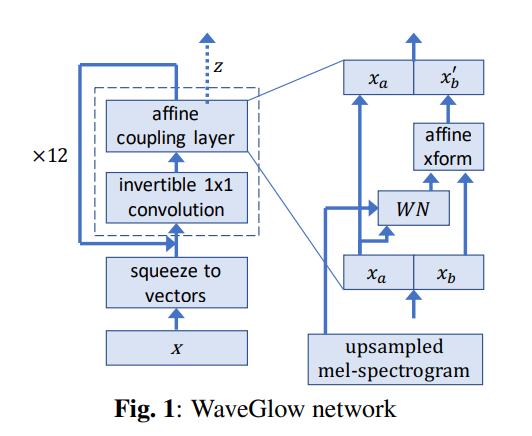 z
affine
coupling layer
×12
invertible 1x1
convolution
squeeze to
vectors
x
x_a
x_b′
affine
xform
WN
x_a
x_b
upsampled
mel-spectrogram
Fig. 1: WaveGlow network